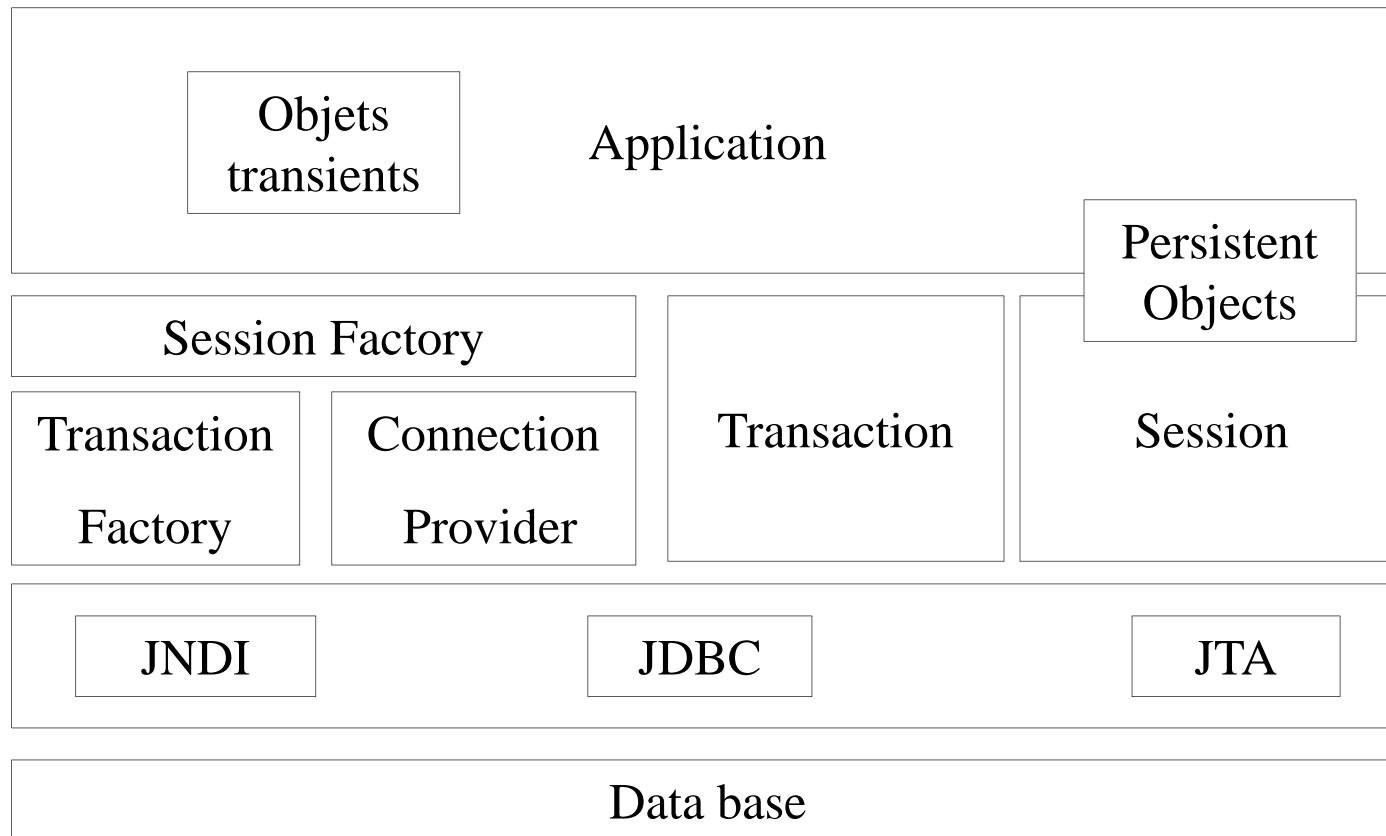 Objets
transients
Application
Persistent
Objects
Session Factory
Transaction
Factory
Connection
Provider
Transaction
Session
JNDI
JDBC
JTA
Data base